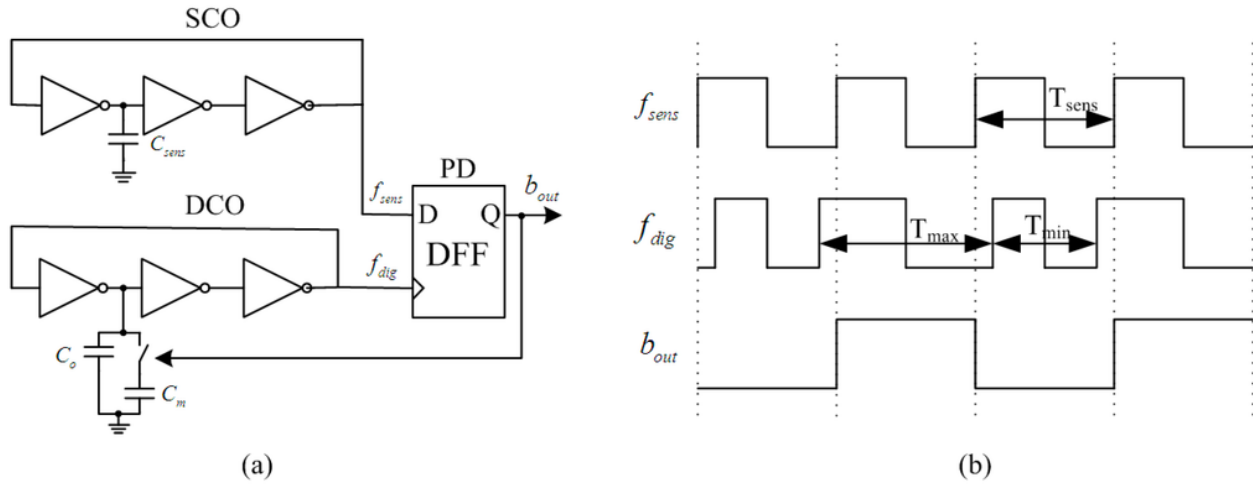 SCO
C_sens
DCO
C_o
C_m
f_sens
f_dig
PD
D
Q
DFF
b_out
(a)
f_sens
T_sens
f_dig
T_max
T_min
b_out
(b)